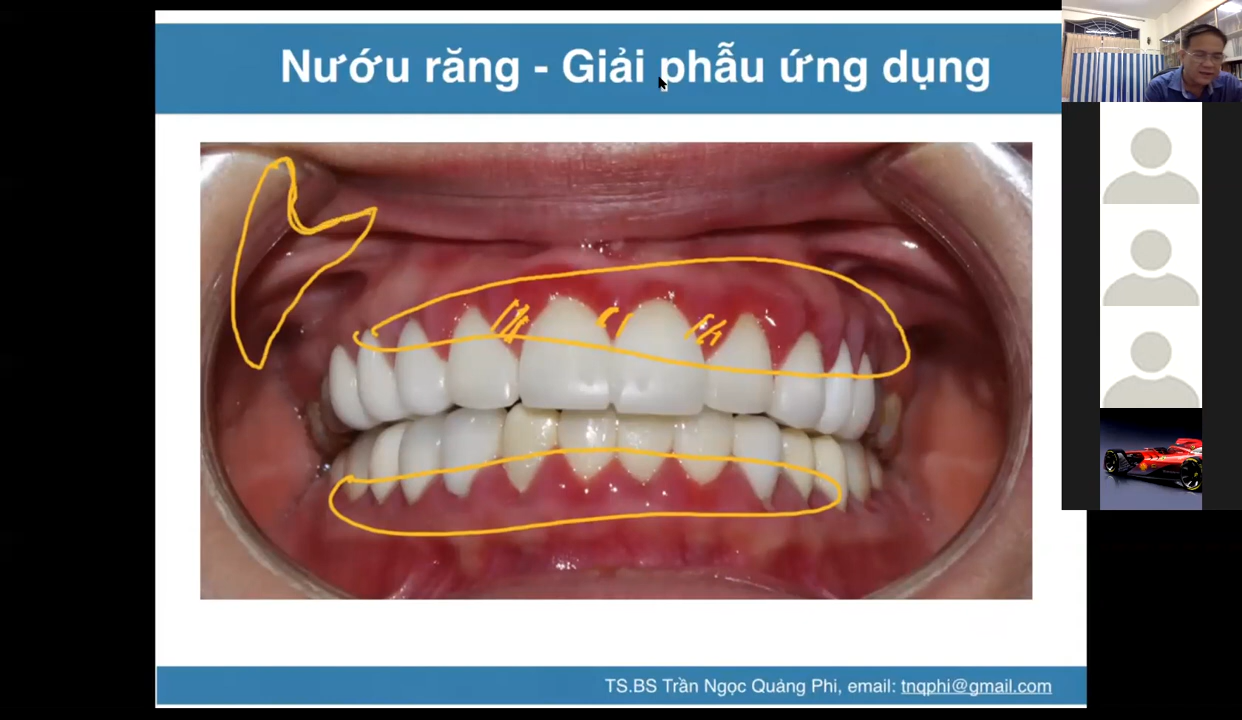 Nướu răng - Giải phẫu ứng dụng
TS.BS Trần Ngọc Quảng Phi, email: tnqphi@gmail.com